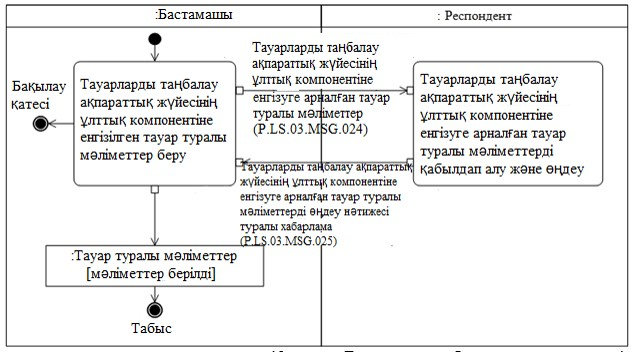 :Бастамашы
: Респондент
Бақылау
қатесі
Тауарларды таңбалау
ақпараттық жүйесінің
ұлттық компонентіне
енгізілген тауар туралы
мәліметтер беру
Тауарларды таңбалау
ақпараттық жүйесінің
ұлттық компонентіне
енгізуге арналған тауар
туралы мәліметтер
(P.LS.03.MSG.024)
Тауарларды таңбалау
ақпараттық жүйесінің
ұлттық компонентіне
енгізуге арналған тауар
туралы мәліметтерді
қабылдап алу және өңдеу
Тауарларды таңбалау ақпараттық
жүйесінің ұлттық компонентіне
енгізуге арналған тауар туралы
мәліметтерді өңдеу нәтижесі
туралы хабарлама
(P.LS.03.MSG.025)
:Тауар туралы мәліметтер
[мәліметтер берілді]
Табыс